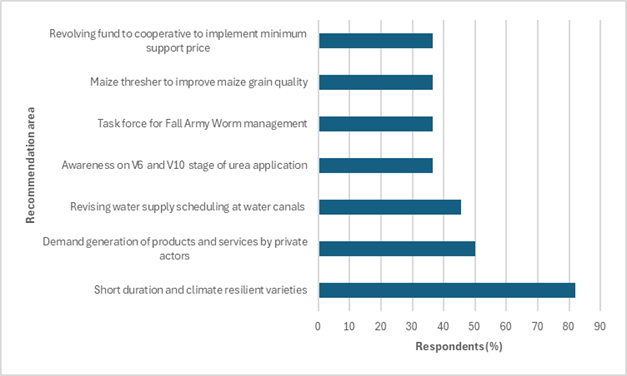 Revolving fund to cooperative to implement minimum
support price
Maize thresher to improve maize grain quality
Task force for Fall Army Worm management
Awareness on V6 and V10 stage of urea application
Revising water supply scheduling at water canals
Demand generation of products and services by private
actors
Short duration and climate resilient varieties
Recommendation area
0 10 20 30 40 50 60 70 80 90
Respondents(%)